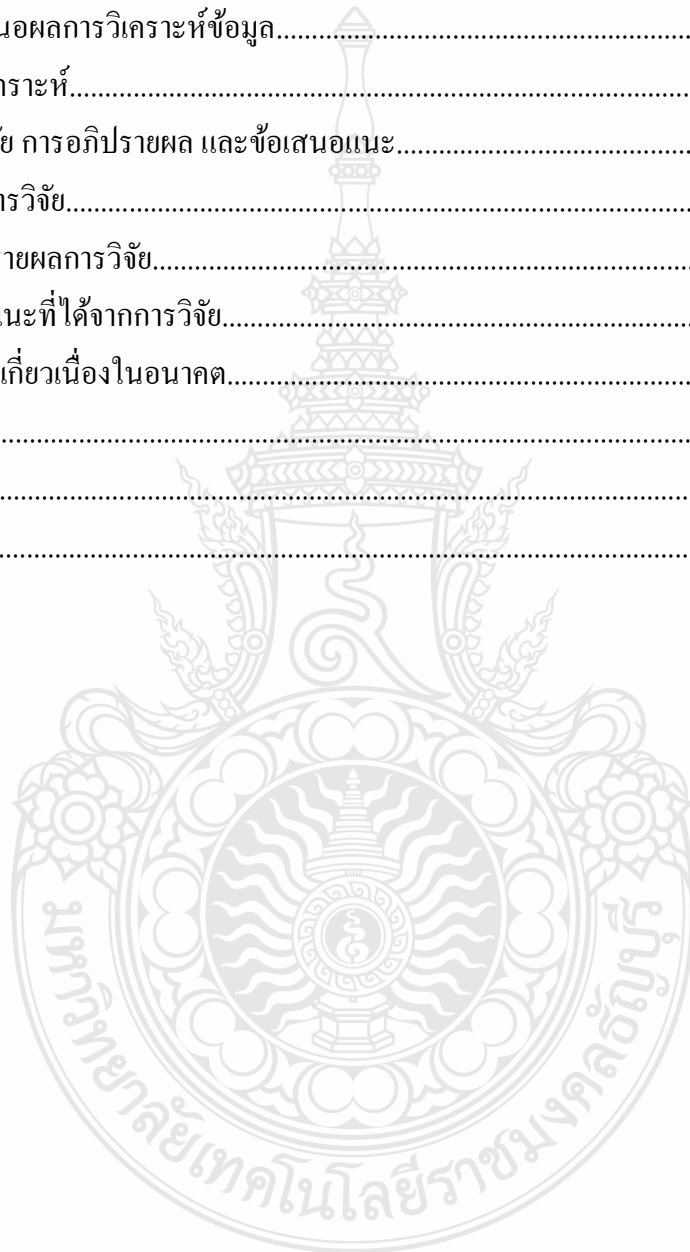 นอผลการวิเคราะห์ข้อมูล................................................................
คราะห์................................................................
จัย การอภิปรายผล และข้อเสนอแนะ................................................................
ารวิจัย................................................................
รายผลการวิจัย................................................................
นะที่ได้จากการวิจัย................................................................
เกี่ยวเนื่องในอนาคต................................................................
................................................................
................................................................
................................................................
มหาวิทยาลัยเทคโนโลยีราชมงคลธัญบุรี